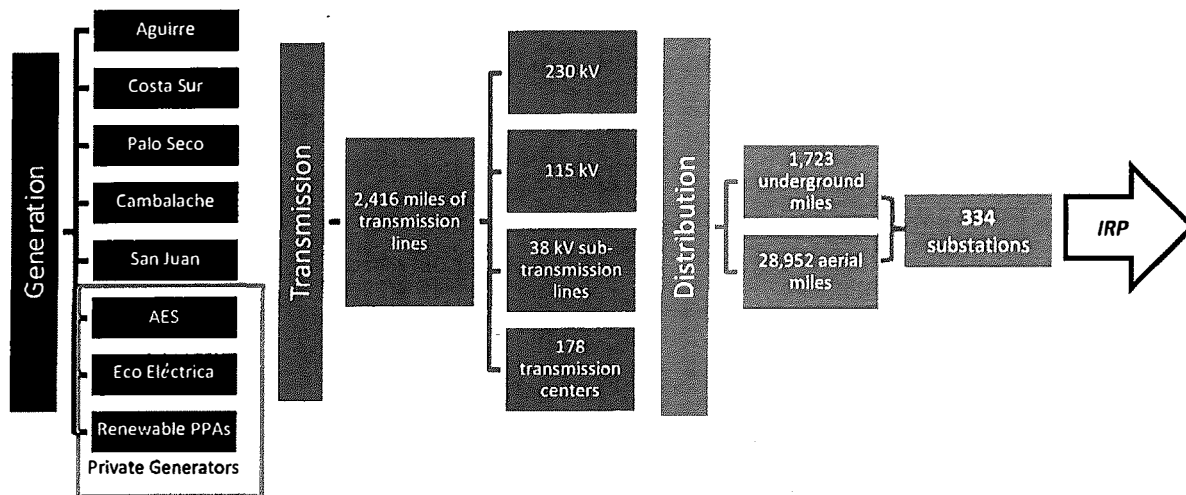 Generation
Aguirre
Costa Sur
Palo Seco
Cambalache
San Juan
AES
Eco Eléctrica
Renewable PPAs
Private Generators
Transmission
2,416 miles of
transmission
lines
230 kV
115 kV
38 kV sub-
transmission
lines
178
transmission
centers
Distribution
1,723
underground
miles
28,952 aerial
miles
334
substations
IRP